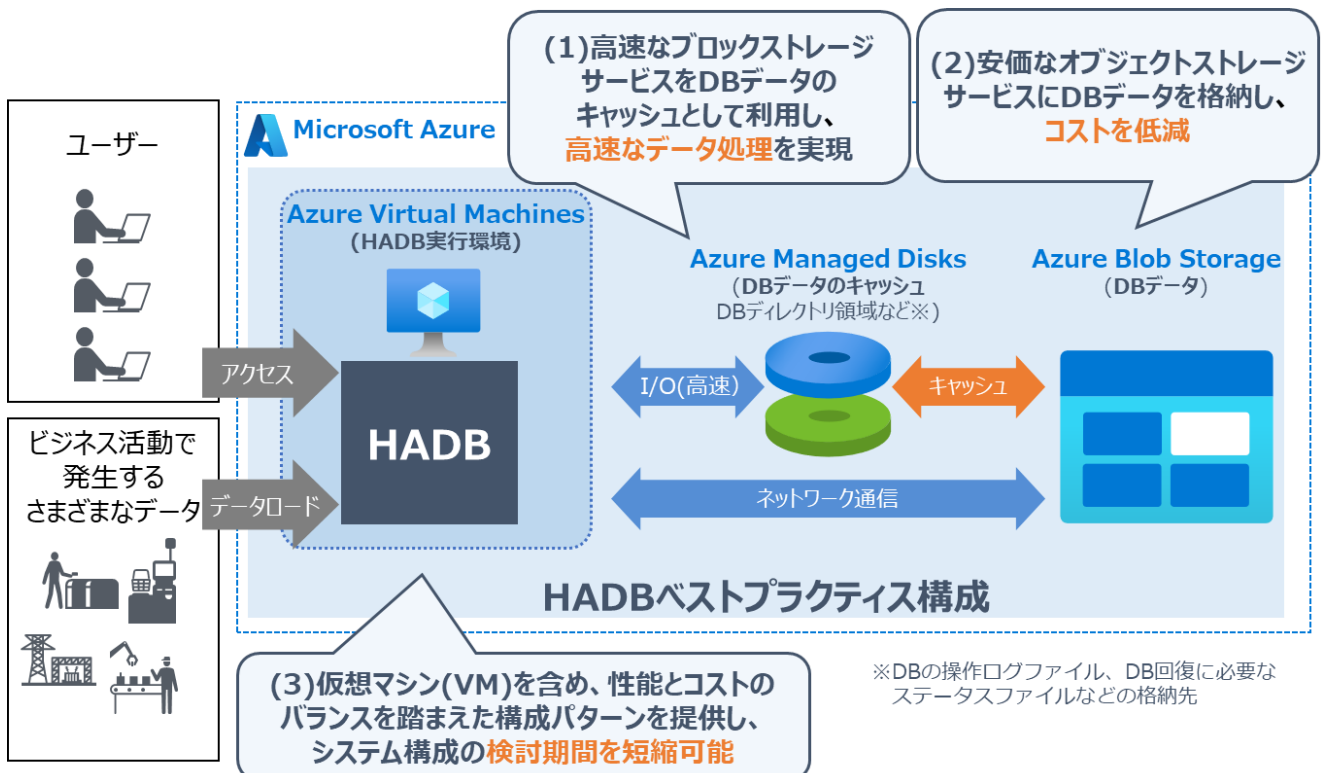 (1)高速なブロックストレージ
サービスをDBデータの
キャッシュとして利用し、
高速なデータ処理を実現
(2)安価なオブジェクトストレージ
サービスにDBデータを格納し、
コストを低減
Microsoft Azure
ユーザー
Azure Virtual Machines
(HADB実行環境)
Azure Managed Disks
(DBデータのキャッシュ
DBディレクトリ領域など※)
Azure Blob Storage
(DBデータ)
アクセス
I/O(高速)
キャッシュ
HADB
ビジネス活動で
発生する
さまざまなデータ
データロード
ネットワーク通信
HADBベストプラクティス構成
(3)仮想マシン(VM)を含め、性能とコストの
バランスを踏まえた構成パターンを提供し、
システム構成の検討期間を短縮可能
※DBの操作ログファイル、DB回復に必要な
ステータスファイルなどの格納先